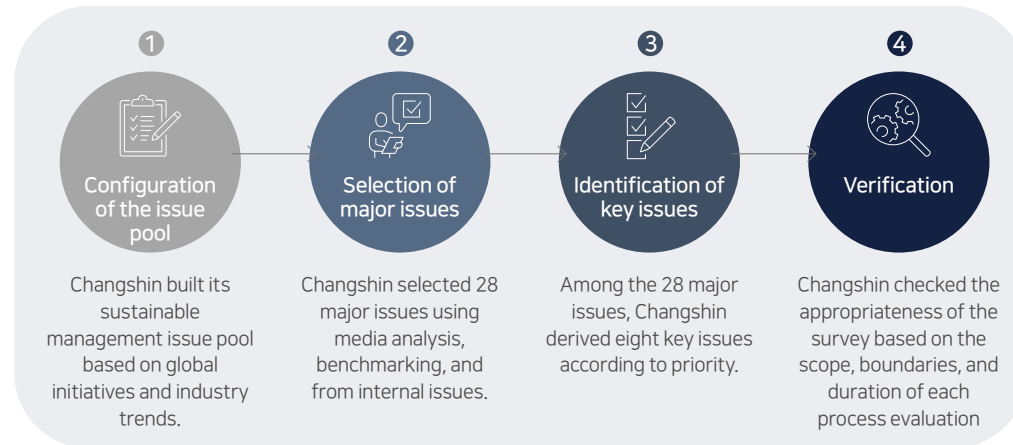 1
Configuration
of the issue
pool
Changshin built its
sustainable
management issue pool
based on global
initiatives and industry
trends.
2
Selection of
major issues
Changshin selected 28
major issues using
media analysis,
benchmarking, and
from internal issues.
3
Identification of
key issues
Among the 28 major
issues, Changshin
derived eight key issues
according to priority.
4
Verification
Changshin checked the
appropriateness of the
survey based on the
scope, boundaries, and
duration of each
process evaluation